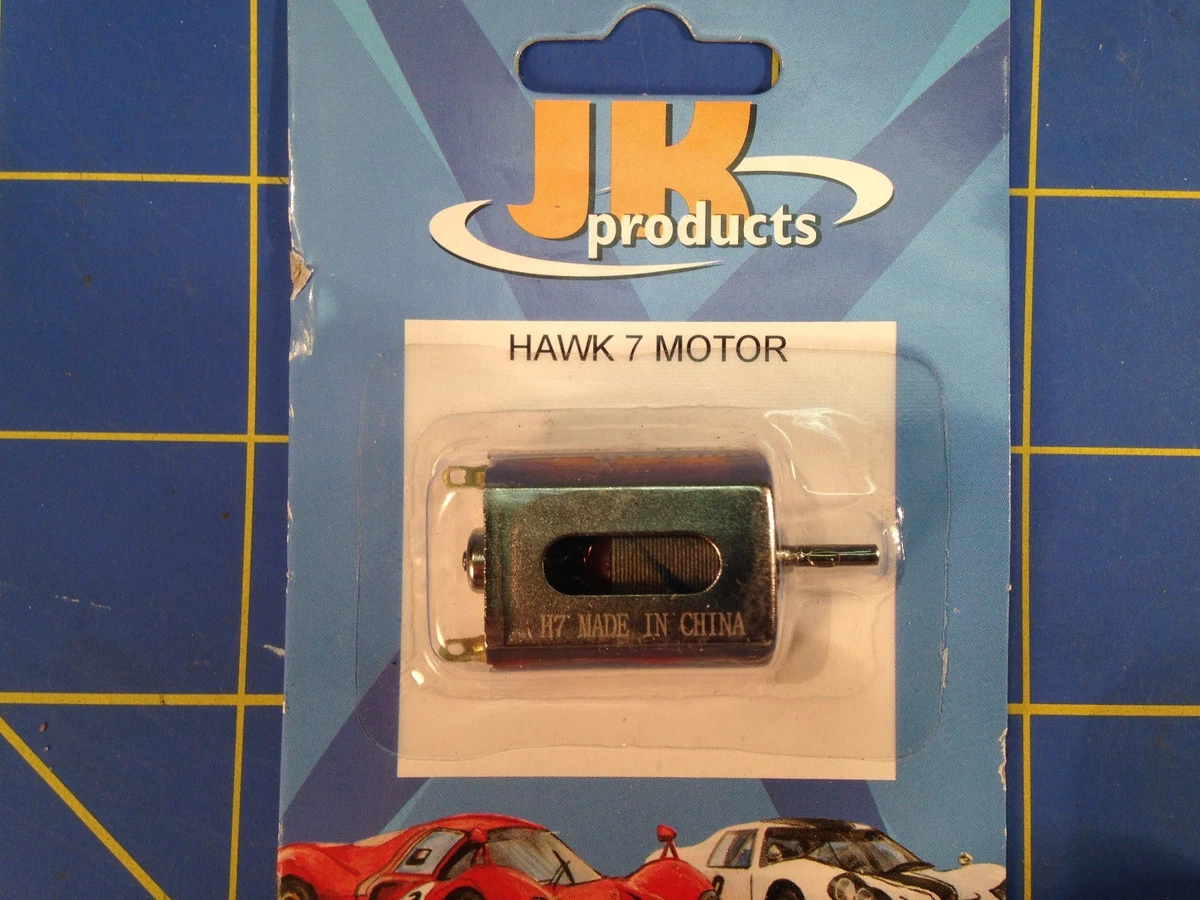 JK
products
HAWK 7 MOTOR
H7 MADE IN CHINA